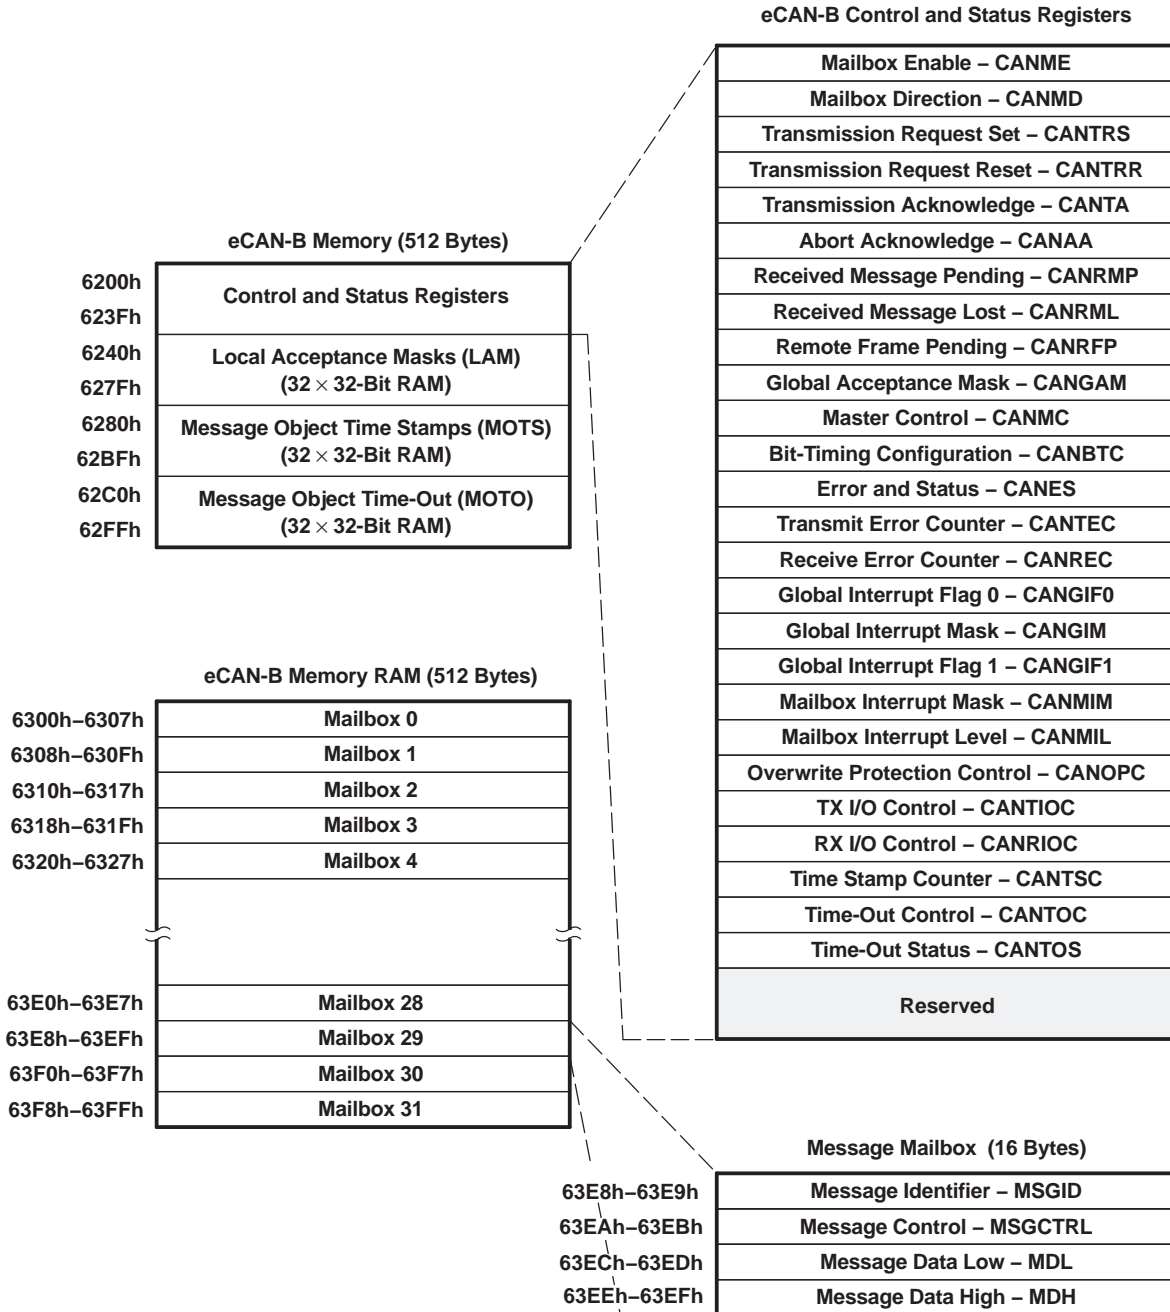 eCAN-B Control and Status Registers
Mailbox Enable – CANME
Mailbox Direction – CANMD
Transmission Request Set – CANTRS
Transmission Request Reset – CANTRR
Transmission Acknowledge – CANTA
Abort Acknowledge – CANAA
Received Message Pending – CANRMP
Received Message Lost – CANRML
Remote Frame Pending – CANRFP
Global Acceptance Mask – CANGAM
Master Control – CANMC
Bit-Timing Configuration – CANBTC
Error and Status – CANES
Transmit Error Counter – CANTEC
Receive Error Counter – CANREC
Global Interrupt Flag 0 – CANGIF0
Global Interrupt Mask – CANGIM
Global Interrupt Flag 1 – CANGIF1
Mailbox Interrupt Mask – CANMIM
Mailbox Interrupt Level – CANMIL
Overwrite Protection Control – CANOPC
TX I/O Control – CANTIOC
RX I/O Control – CANRIOC
Time Stamp Counter – CANTSC
Time-Out Control – CANTOC
Time-Out Status – CANTOS
Reserved
eCAN-B Memory (512 Bytes)
6200h
623Fh
Control and Status Registers
6240h
627Fh
Local Acceptance Masks (LAM)
(32 × 32-Bit RAM)
6280h
62BFh
Message Object Time Stamps (MOTS)
(32 × 32-Bit RAM)
62C0h
62FFh
Message Object Time-Out (MOTO)
(32 × 32-Bit RAM)
eCAN-B Memory RAM (512 Bytes)
6300h–6307h Mailbox 0
6308h–630Fh Mailbox 1
6310h–6317h Mailbox 2
6318h–631Fh Mailbox 3
6320h–6327h Mailbox 4
63E0h–63E7h Mailbox 28
63E8h–63EFh Mailbox 29
63F0h–63F7h Mailbox 30
63F8h–63FFh Mailbox 31
Message Mailbox (16 Bytes)
63E8h–63E9h Message Identifier – MSGID
63EAh–63EBh Message Control – MSGCTRL
63ECh–63EDh Message Data Low – MDL
63EEh–63EFh Message Data High – MDH